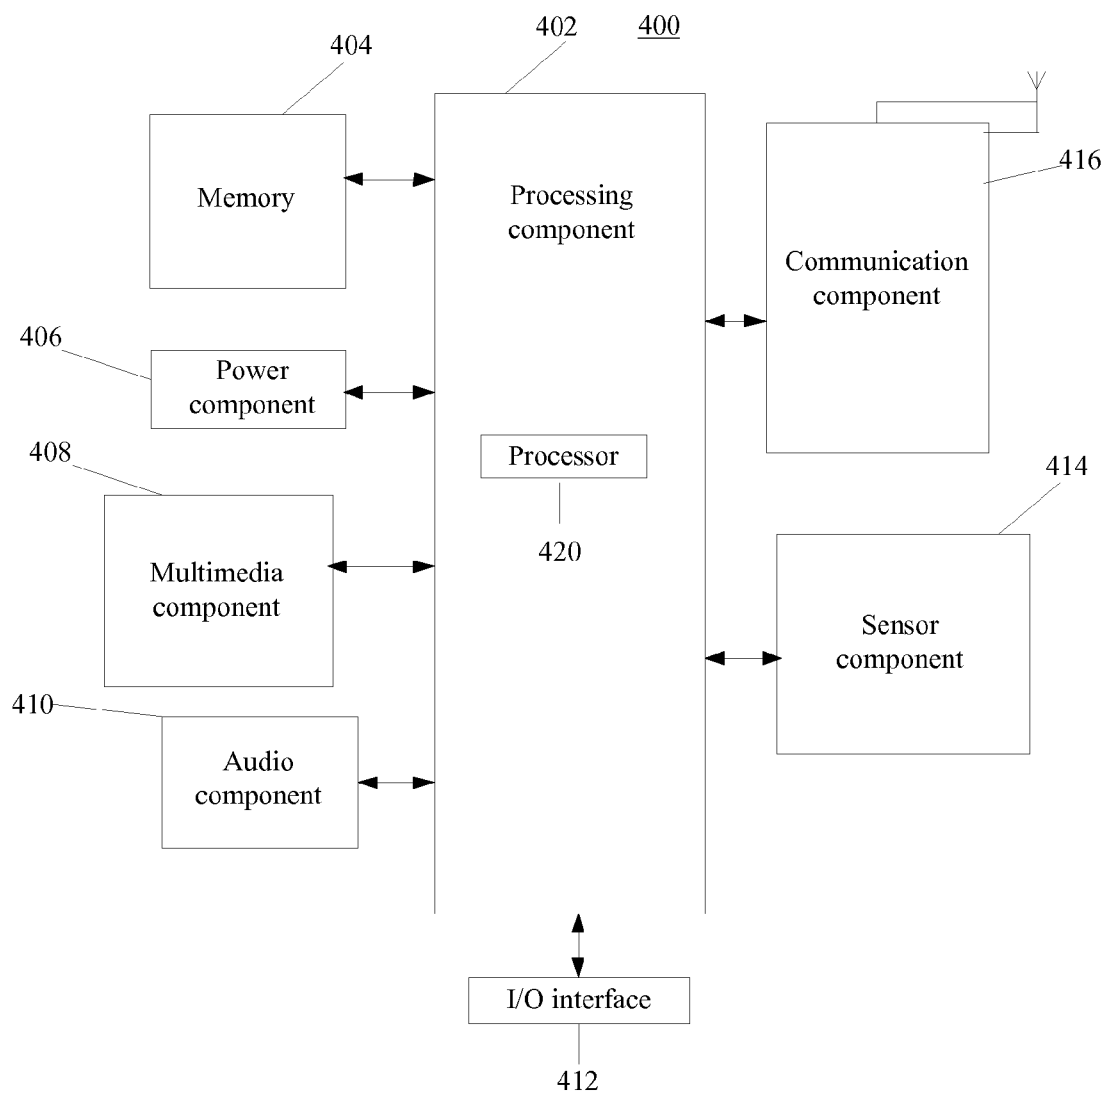 402
400
404
416
Memory
Processing
component
Communication
component
406
Power
component
408
Processor
414
420
Multimedia
component
Sensor
component
410
Audio
component
I/O interface
412